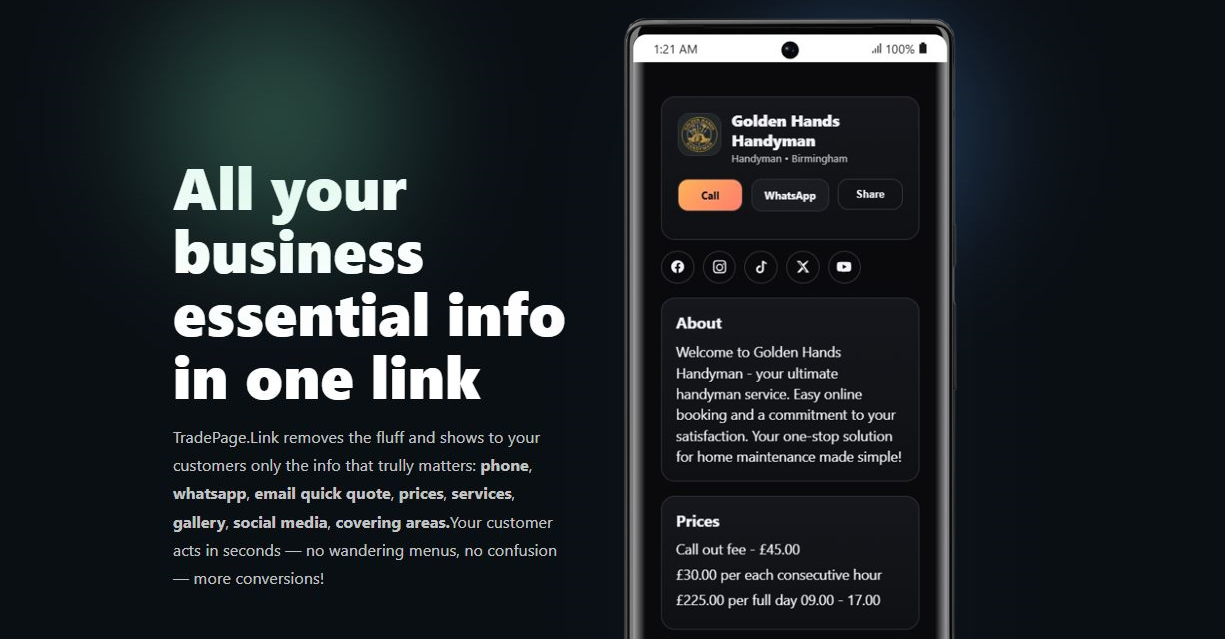 All your
business
essential info
in one link
TradePage.Link removes the fluff and shows to your
customers only the info that trully matters: phone,
whatsapp, email quick quote, prices, services,
gallery, social media, covering areas.Your customer
acts in seconds — no wandering menus, no confusion
— more conversions!
1:21 AM
100%
GOLDEN HANDS
HANDYMAN
Golden Hands
Handyman
Handyman • Birmingham
Call
WhatsApp
Share
About
Welcome to Golden Hands
Handyman - your ultimate
handyman service. Easy online
booking and a commitment to your
satisfaction. Your one-stop solution
for home maintenance made simple!
Prices
Call out fee - £45.00
£30.00 per each consecutive hour
£225.00 per full day 09.00 - 17.00